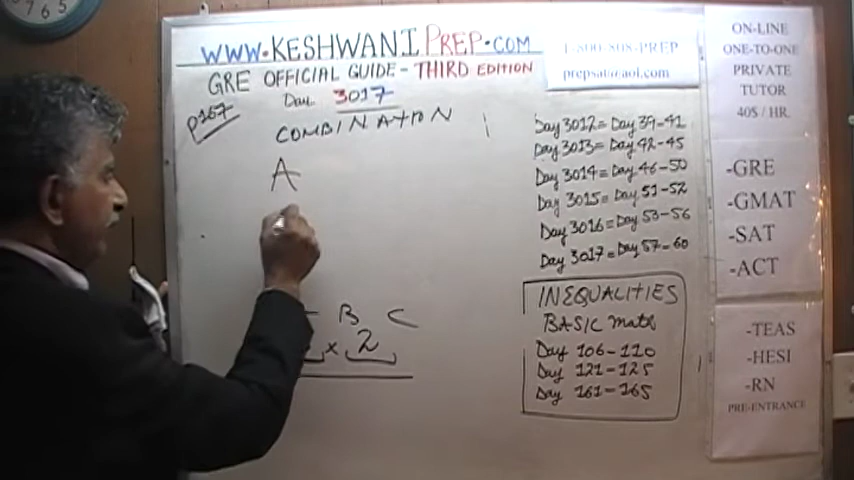 WWW.KESHWANIPREP.COM
GRE OFFICIAL GUIDE - THIRD EDITION
Day 3017
P167
COMBINATION
A
B C
x 2
1-800-808-PREP
prepsat@aol.com
Day 3012 = Day 39-41
Day 3013 = Day 42-45
Day 3014 = Day 46-50
Day 3015 = Day 51-52
Day 3016 = Day 53-56
Day 3017 = Day 57-60
INEQUALITIES
BASIC math
Day 106-110
Day 121-125
Day 161-165
ON-LINE
ONE-TO-ONE
PRIVATE
TUTOR
40$ / HR.
-GRE
-GMAT
-SAT
-ACT
-TEAS
-HESI
-RN
PRE-ENTRANCE
7 6 5